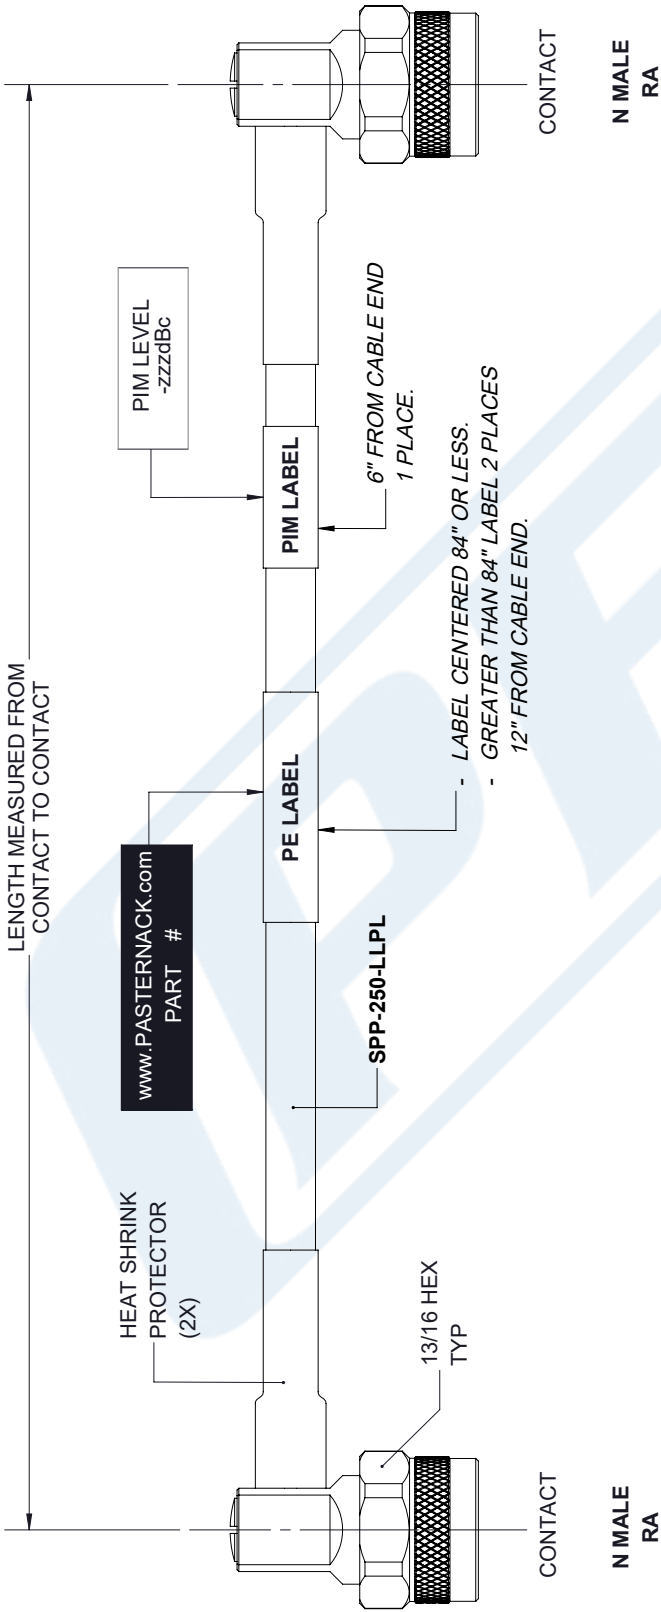 LENGTH MEASURED FROM
CONTACT TO CONTACT
HEAT SHRINK
PROTECTOR
(2X)
www.PASTERNACK.com
PART #
PIM LEVEL
-zzzdBc
PE LABEL
PIM LABEL
SPP-250-LLPL
6" FROM CABLE END
1 PLACE.
- LABEL CENTERED 84" OR LESS.
- GREATER THAN 84" LABEL 2 PLACES
12" FROM CABLE END.
13/16 HEX
TYP
CONTACT
N MALE
RA
CONTACT
N MALE
RA